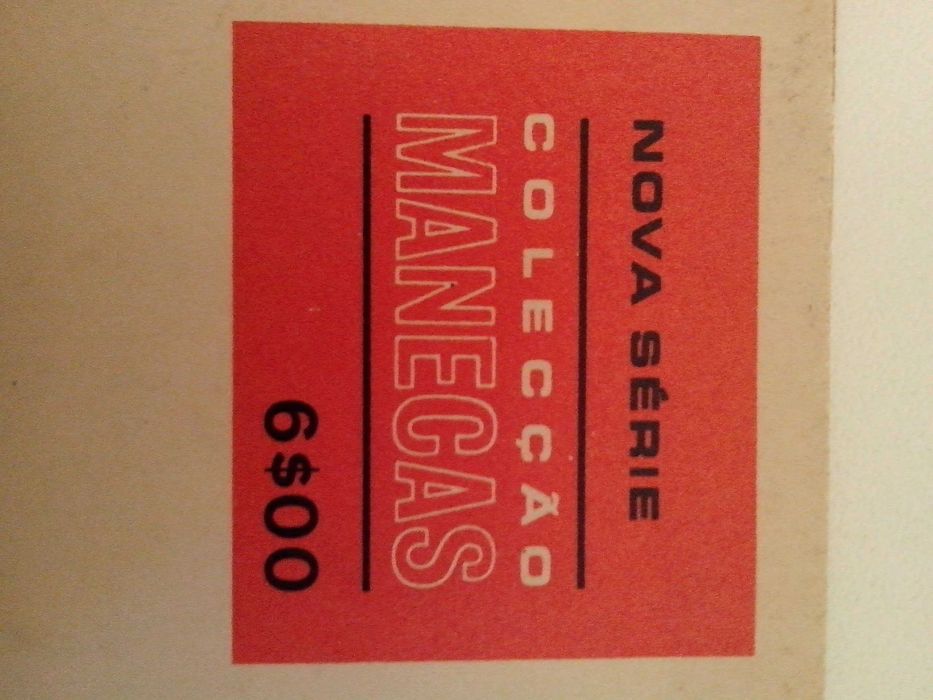 NOVA SÉRIE
COLECÇÃO
MANECAS
6$00